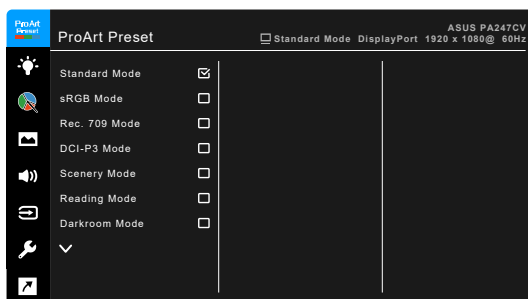 ProArt
Preset
ProArt Preset
ASUS PA247CV
Standard Mode DisplayPort 1920 x 1080@ 60Hz
Standard Mode
sRGB Mode
Rec. 709 Mode
DCI-P3 Mode
Scenery Mode
Reading Mode
Darkroom Mode